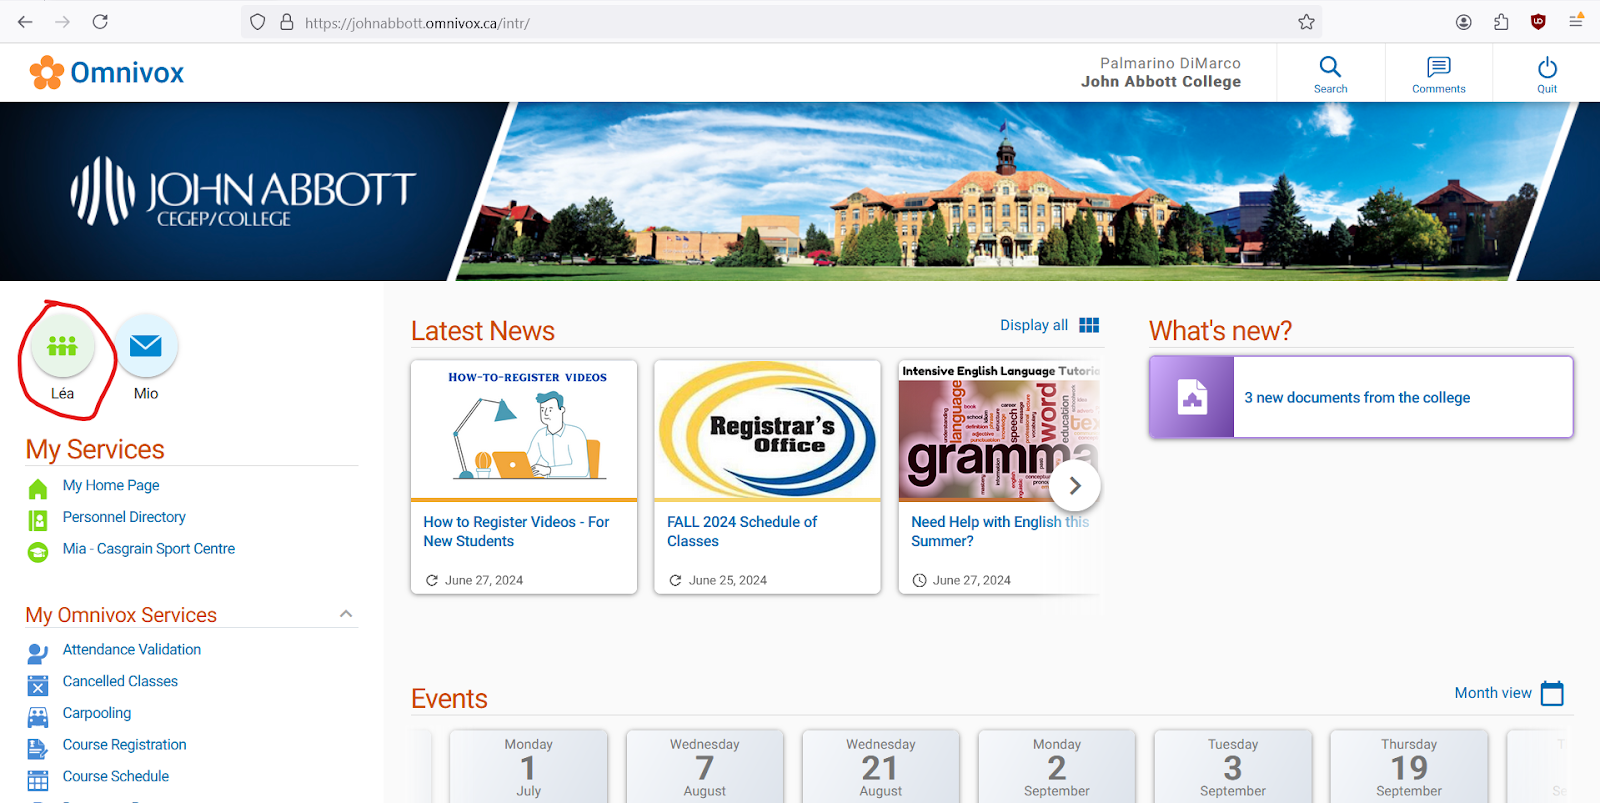 https://johnabbott.omnivox.ca/intr/
Omnivox
Palmarino DiMarco
John Abbott College
Search
Comments
Quit
JOHN ABBOTT
CEGEP/COLLEGE
Léa
Mio
My Services
My Home Page
Personnel Directory
Mia - Casgrain Sport Centre
My Omnivox Services
Attendance Validation
Cancelled Classes
Carpooling
Course Registration
Course Schedule
Latest News
Display all
HOW-TO-REGISTER VIDEOS
How to Register Videos - For
New Students
June 27, 2024
Registrar's
Office
FALL 2024 Schedule of
Classes
June 25, 2024
Intensive English Language Tutoria
language
word
education
speech
gramma
Need Help with English this
Summer?
June 27, 2024
What's new?
3 new documents from the college
Events
Month view
Monday
1
July
Wednesday
7
August
Wednesday
21
August
Monday
2
September
Tuesday
3
September
Thursday
19
September